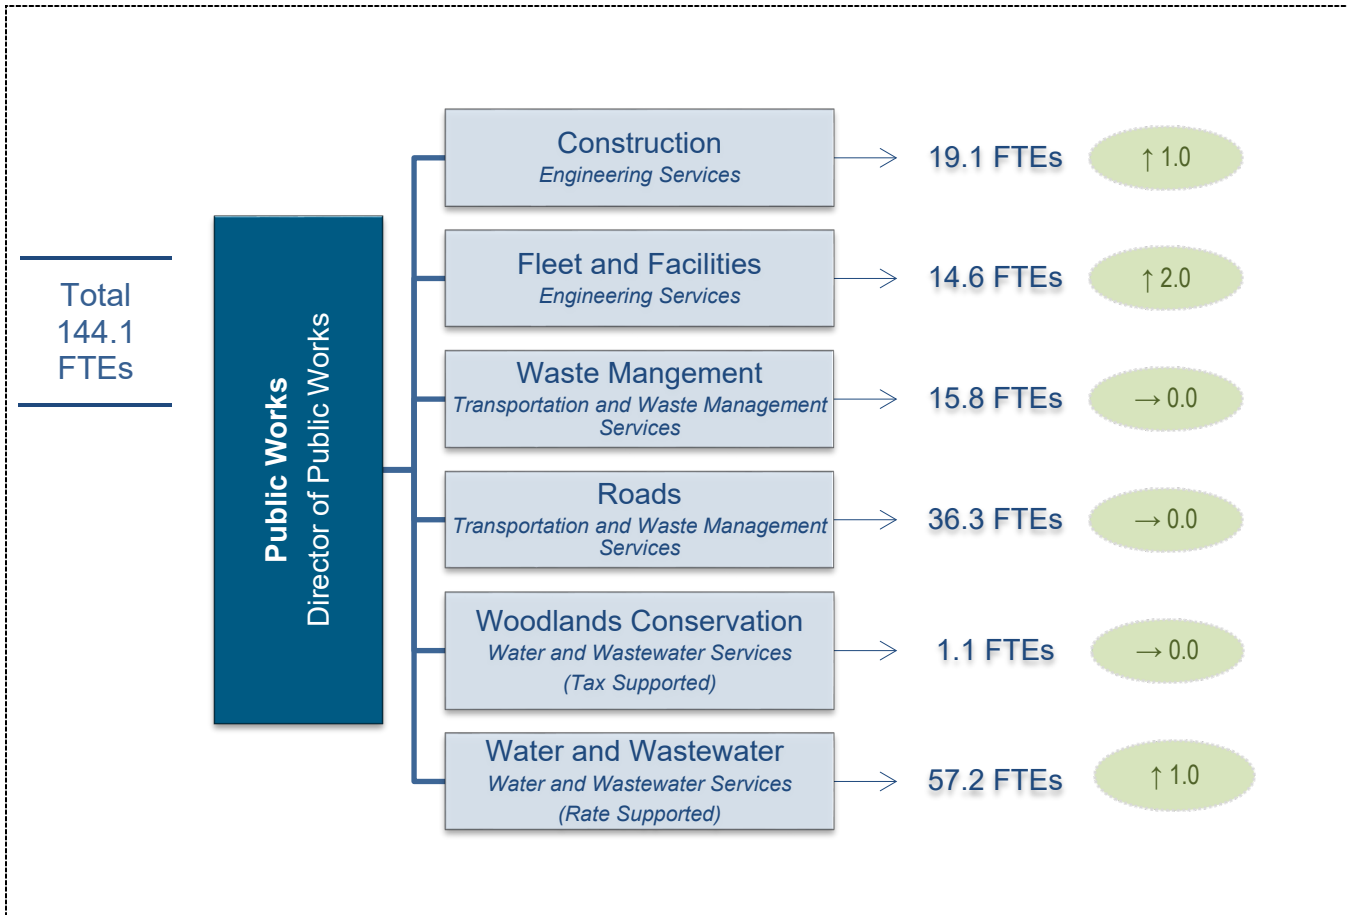 Total
144.1
FTEs
Public Works
Director of Public Works
Construction
Engineering Services
19.1 FTEs
↑ 1.0
Fleet and Facilities
Engineering Services
14.6 FTEs
↑ 2.0
Waste Mangement
Transportation and Waste Management
Services
15.8 FTEs
→ 0.0
Roads
Transportation and Waste Management
Services
36.3 FTEs
→ 0.0
Woodlands Conservation
Water and Wastewater Services
(Tax Supported)
1.1 FTEs
→ 0.0
Water and Wastewater
Water and Wastewater Services
(Rate Supported)
57.2 FTEs
↑ 1.0